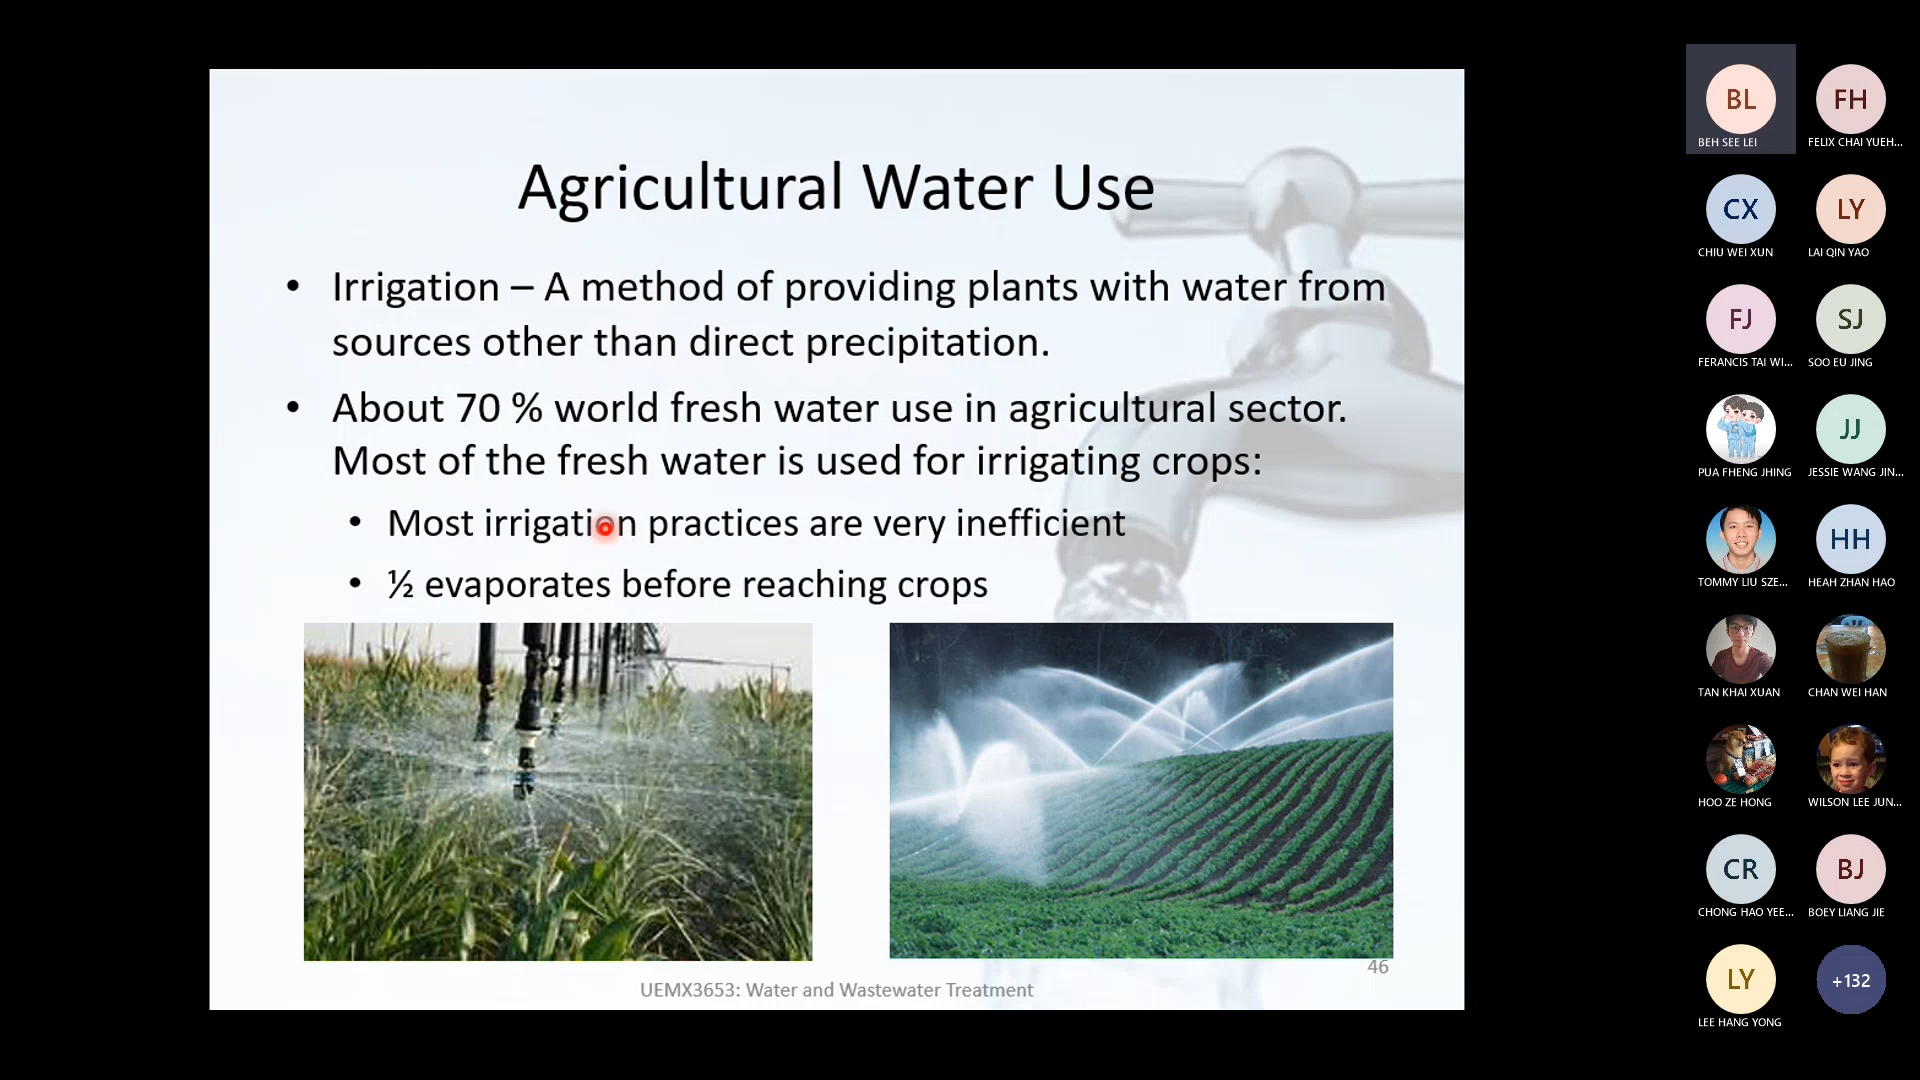 Agricultural Water Use
• Irrigation – A method of providing plants with water from
sources other than direct precipitation.
• About 70 % world fresh water use in agricultural sector.
Most of the fresh water is used for irrigating crops:
• Most irrigation practices are very inefficient
• ½ evaporates before reaching crops
46
UEMX3653: Water and Wastewater Treatment
BL
BEH SEE LEI
FH
FELIX CHAI YUEH...
CX
CHIU WEI XUN
LY
LAI QIN YAO
FJ
FERANCIS TAI WI...
SJ
SOO EU JING
PUA FHENG JHING
JJ
JESSIE WANG JIN...
TOMMY LIU SZE...
HH
HEAH ZHAN HAO
TAN KHAI XUAN
CHAN WEI HAN
HOO ZE HONG
WILSON LEE JUN...
CR
CHONG HAO YEE...
BJ
BOEY LIANG JIE
LY
LEE HANG YONG
+132